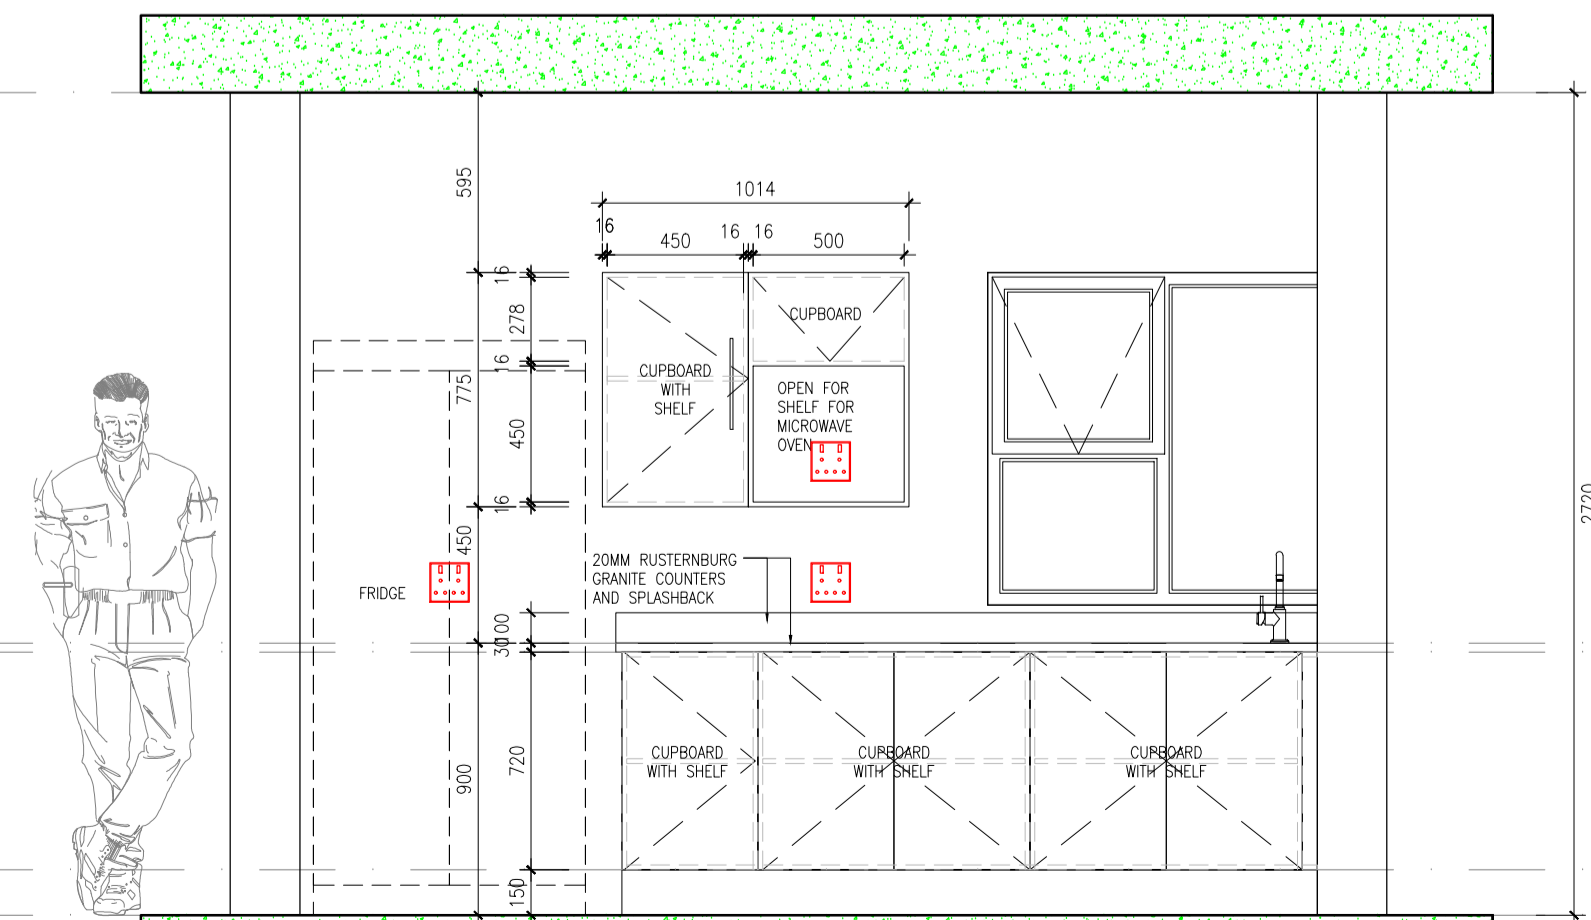 595
1014
16
450
16
16
500
16
278
16
775
450
16
450
CUPBOARD
WITH
SHELF
CUPBOARD
OPEN FOR
SHELF FOR
MICROWAVE
OVEN
2720
FRIDGE
20MM RUSTERNBURG
GRANITE COUNTERS
AND SPLASHBACK
100
30
720
900
150
CUPBOARD
WITH SHELF
CUPBOARD
WITH SHELF
CUPBOARD
WITH SHELF